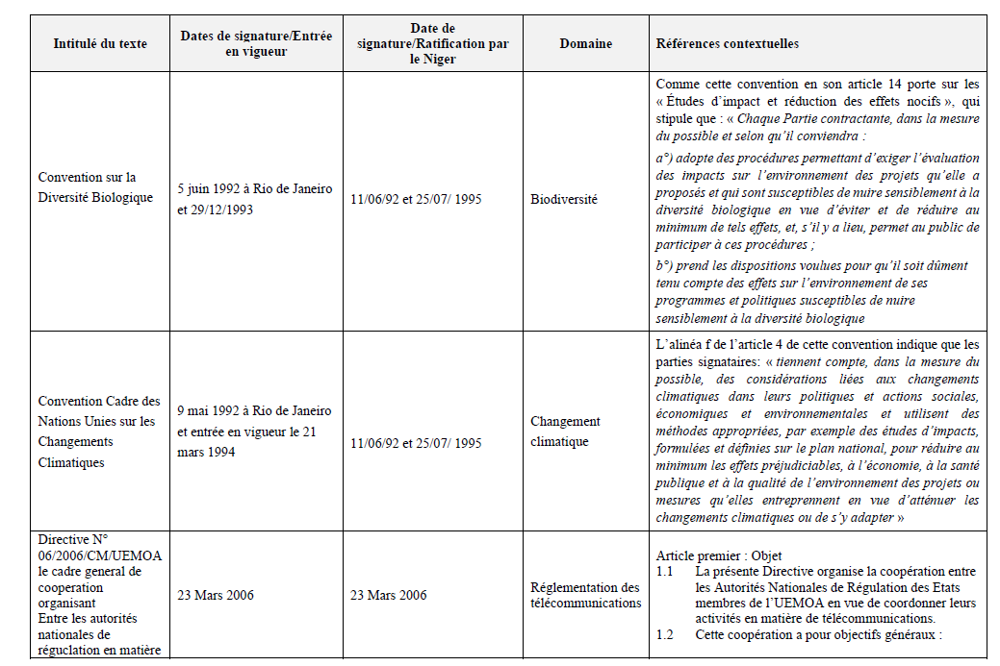 Intitulé du texte
Dates de signature/Entrée
en vigueur
Date de
signature/Ratification par
le Niger
Domaine
Références contextuelles
Convention sur la
Diversité Biologique
5 juin 1992 à Rio de Janeiro
et 29/12/1993
11/06/92 et 25/07/ 1995
Biodiversité
Comme cette convention en son article 14 porte sur les
« Études d’impact et réduction des effets nocifs », qui
stipule que : « Chaque Partie contractante, dans la mesure
du possible et selon qu’il conviendra :
a°) adopte des procédures permettant d’exiger l’évaluation
des impacts sur l’environnement des projets qu’elle a
proposés et qui sont susceptibles de nuire sensiblement à la
diversité biologique en vue d’éviter et de réduire au
minimum de tels effets, et, s’il y a lieu, permet au public de
participer à ces procédures ;
b°) prend les dispositions voulues pour qu’il soit dûment
tenu compte des effets sur l’environnement de ses
programmes et politiques susceptibles de nuire
sensiblement à la diversité biologique
Convention Cadre des
Nations Unies sur les
Changements
Climatiques
9 mai 1992 à Rio de Janeiro
et entrée en vigueur le 21
mars 1994
11/06/92 et 25/07/ 1995
Changement
climatique
L’alinéa f de l’article 4 de cette convention indique que les
parties signataires: « tiennent compte, dans la mesure du
possible, des considérations liées aux changements
climatiques dans leurs politiques et actions sociales,
économiques et environnementales et utilisent des
méthodes appropriées, par exemple des études d’impacts,
formulées et définies sur le plan national, pour réduire au
minimum les effets préjudiciables, à l’économie, à la santé
publique et à la qualité de l’environnement des projets ou
mesures qu’elles entreprennent en vue d’atténuer les
changements climatiques ou de s’y adapter »
Directive N°
06/2006/CM/UEMOA
le cadre general de
cooperation
organisant
Entre les autorités
nationales de
réguclation en matière
23 Mars 2006
23 Mars 2006
Réglementation des
télécommunications
Article premier : Objet
1.1 La présente Directive organise la coopération entre
les Autorités Nationales de Régulation des Etats
membres de l’UEMOA en vue de coordonner leurs
activités en matière de télécommunications.
1.2 Cette coopération a pour objectifs généraux :